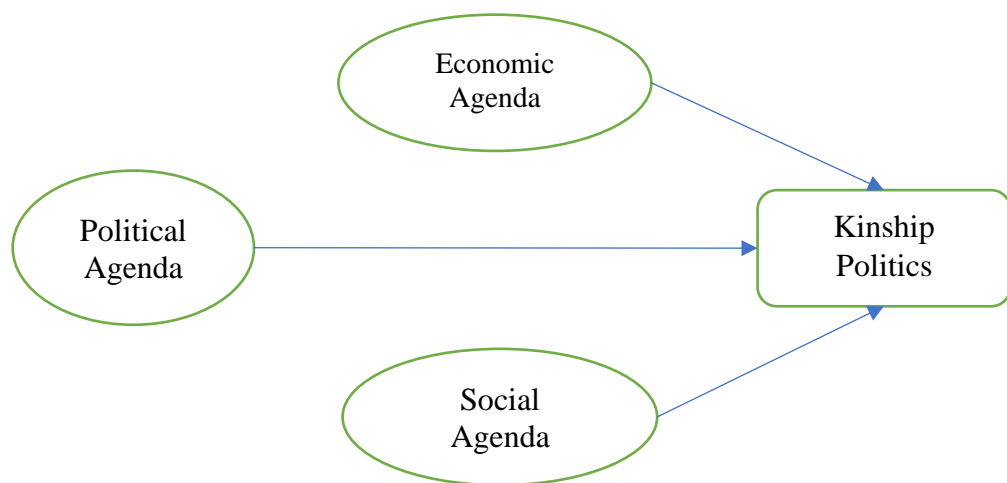 Economic
Agenda
Political
Agenda
Kinship
Politics
Social
Agenda